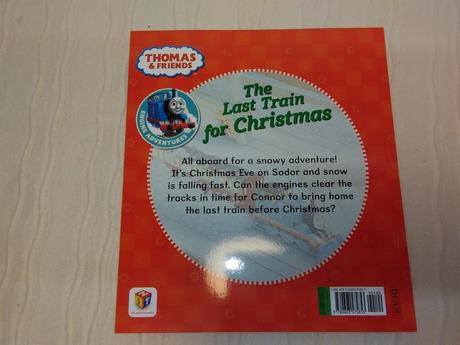 THOMAS
& FRIENDS
ENGINE ADVENTURES
The
Last Train
for Christmas
All aboard for a snowy adventure!
It's Christmas Eve on Sodor and snow
is falling fast. Can the engines clear the
tracks in time for Connor to bring home
the last train before Christmas?
DEAN